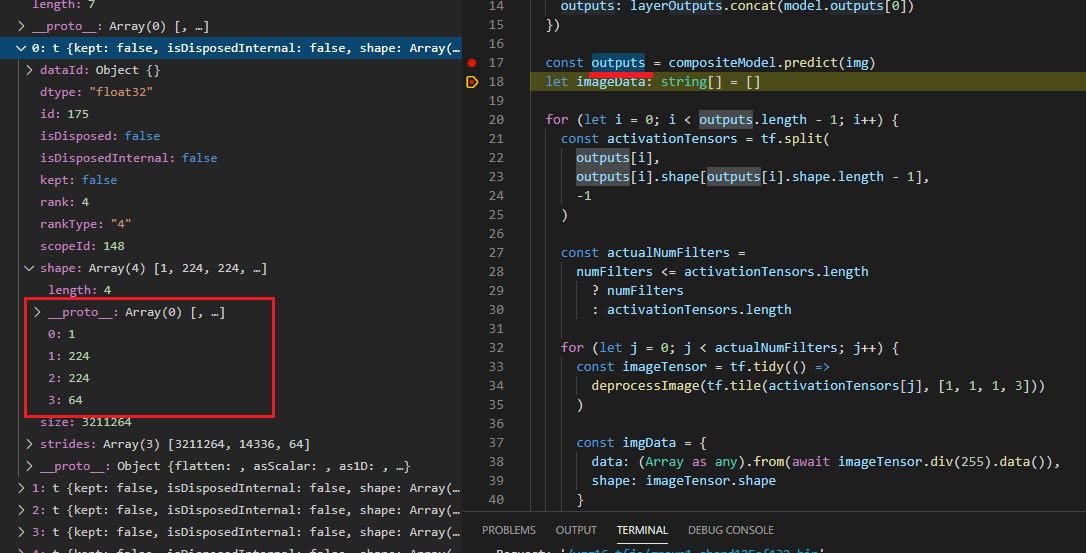 length: 7
> __proto__: Array(0) [, …]
0: t {kept: false, isDisposedInternal: false, shape: Array(…
> dataId: Object {}
dtype: "float32"
id: 175
isDisposed: false
isDisposedInternal: false
kept: false
rank: 4
rankType: "4"
scopeId: 148
shape: Array(4) [1, 224, 224, …]
length: 4
> __proto__: Array(0) [, …]
0: 1
1: 224
2: 224
3: 64
size: 3211264
> strides: Array(3) [3211264, 14336, 64]
> __proto__: Object {flatten: , asScalar: , as1D: , …}
> 1: t {kept: false, isDisposedInternal: false, shape: Array(…
> 2: t {kept: false, isDisposedInternal: false, shape: Array(…
> 3: t {kept: false, isDisposedInternal: false, shape: Array(…
14 outputs: layerOutputs.concat(model.outputs[0])
15 })
16
17 const outputs = compositeModel.predict(img)
18 let imageData: string[] = []
19
20 for (let i = 0; i < outputs.length - 1; i++) {
21 const activationTensors = tf.split(
22 outputs[i],
23 outputs[i].shape[outputs[i].shape.length - 1],
24 -1
25 )
26
27 const actualNumFilters =
28 numFilters <= activationTensors.length
29 ? numFilters
30 : activationTensors.length
31
32 for (let j = 0; j < actualNumFilters; j++) {
33 const imageTensor = tf.tidy(() =>
34 deprocessImage(tf.tile(activationTensors[j], [1, 1, 1, 3]))
35 )
36
37 const imgData = {
38 data: (Array as any).from(await imageTensor.div(255).data()),
39 shape: imageTensor.shape
40 }
PROBLEMS OUTPUT TERMINAL DEBUG CONSOLE